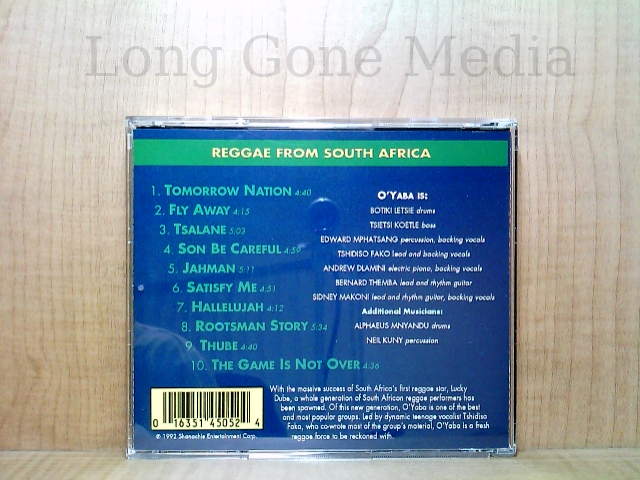 Long Gone Media
REGGAE FROM SOUTH AFRICA
1. TOMORROW NATION 4:40
2. FLY AWAY 4:15
3. TSALANE 5:03
4. SON BE CAREFUL 4:59
5. JAHMAN 5:11
6. SATISFY ME 4:51
7. HALLELUJAH 4:12
8. ROOTSMAN STORY 5:34
9. THUBE 4:40
10. THE GAME IS NOT OVER 4:36
O'YABA IS:
BOTIKI LETSIE drums
TSIETSI KOETLE bass
EDWARD MPHATSANG percussion, backing vocals
TSHIDISO FAKO lead and backing vocals
ANDREW DLAMINI electric piano, backing vocals
BERNARD THEMBA lead and rhythm guitar
SIDNEY MAKONI lead and rhythm guitar, backing vocals
Additional Musicians:
ALPHAEUS MNYANDU drums
NEIL KUNY percussion
With the massive success of South Africa's first reggae star, Lucky
Dube, a whole generation of South African reggae performers has
been spawned. Of this new generation, O'Yaba is one of the best
and most popular groups. Led by dynamic teenage vocalist Tshidiso
Fako, who co-wrote most of the group's material, O'Yaba is a fresh
reggae force to be reckoned with.
0 16351 45052 4
© 1992 Shanachie Entertainment Corp.